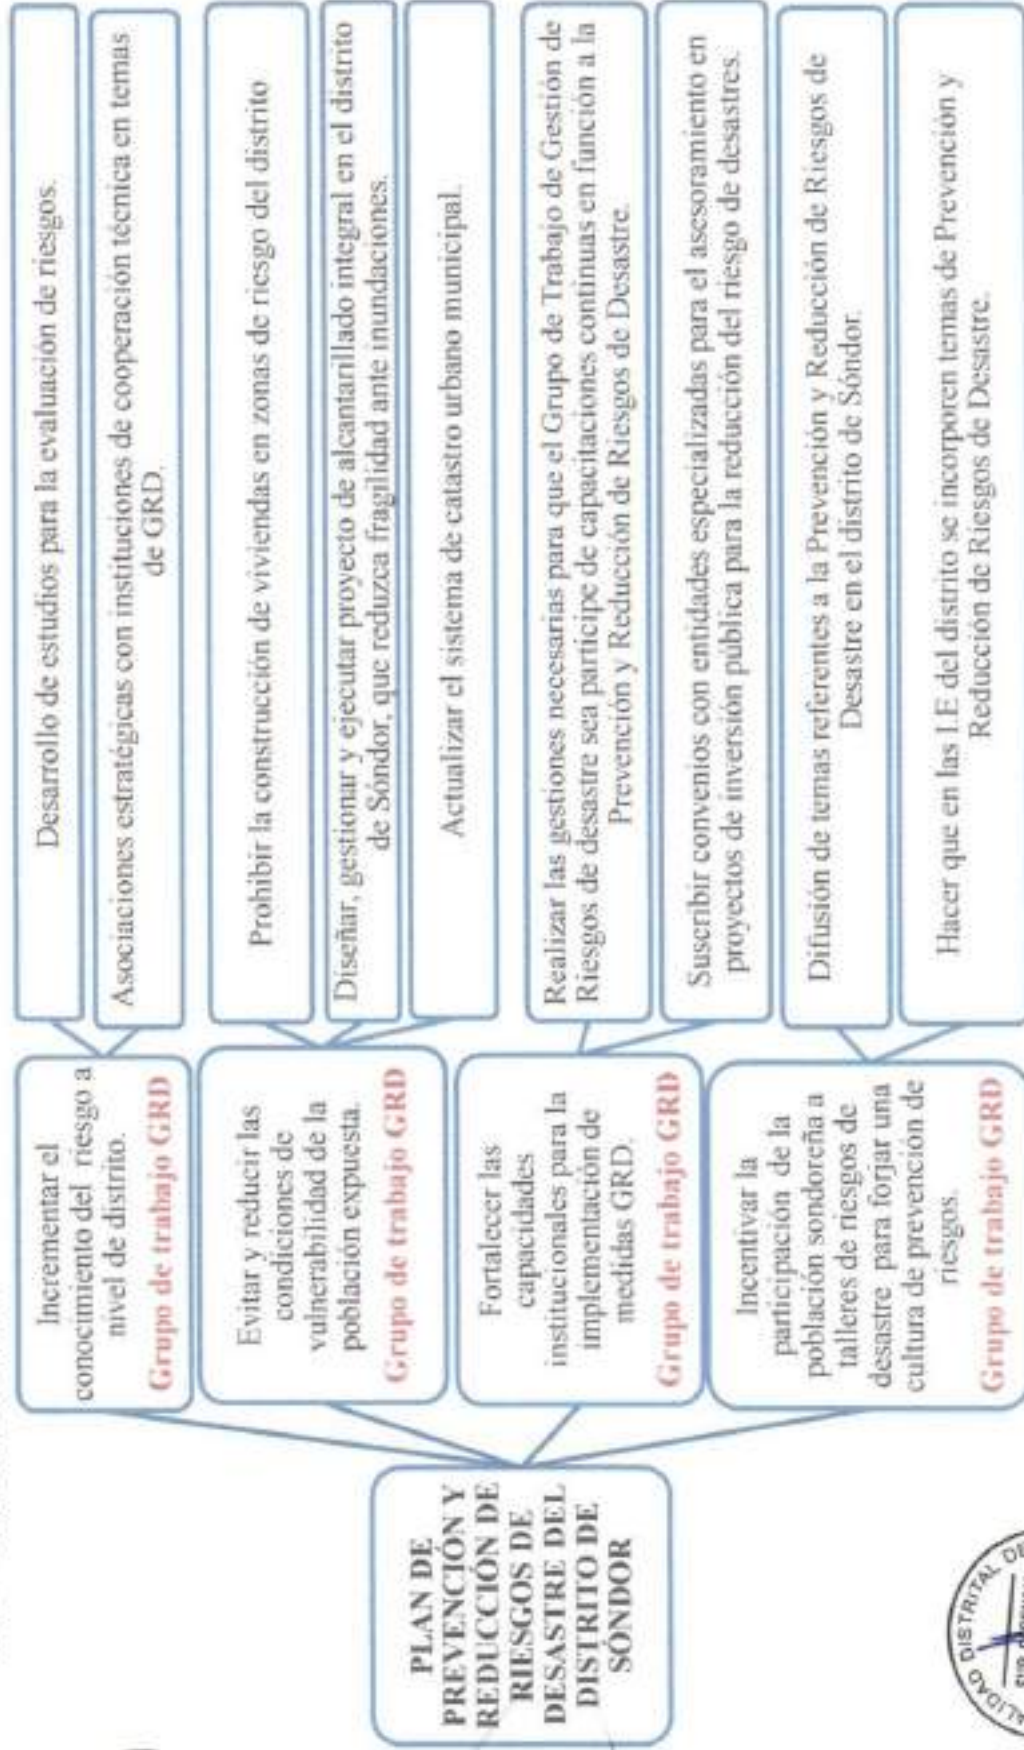 PLAN DE
PREVENCIÓN Y
REDUCCIÓN DE
RIESGOS DE
DESASTRE DEL
DISTRITO DE
SÓNDOR
Incrementar el
conocimiento del riesgo a
nivel de distrito.
Grupo de trabajo GRD
Desarrollo de estudios para la evaluación de riesgos.
Asociaciones estratégicas con instituciones de cooperación técnica en temas
de GRD.
Evitar y reducir las
condiciones de
vulnerabilidad de la
población expuesta.
Grupo de trabajo GRD
Prohibir la construcción de viviendas en zonas de riesgo del distrito
Diseñar, gestionar y ejecutar proyecto de alcantarillado integral en el distrito
de Sóndor, que reduzca fragilidad ante inundaciones.
Actualizar el sistema de catastro urbano municipal.
Fortalecer las
capacidades
institucionales para la
implementación de
medidas GRD.
Grupo de trabajo GRD
Realizar las gestiones necesarias para que el Grupo de Trabajo de Gestión de
Riesgos de desastre sea participe de capacitaciones continuas en función a la
Prevención y Reducción de Riesgos de Desastre.
Suscribir convenios con entidades especializadas para el asesoramiento en
proyectos de inversión pública para la reducción del riesgo de desastres.
Incentivar la
participación de la
población sondoreña a
talleres de riesgos de
desastre para forjar una
cultura de prevención de
riesgos.
Grupo de trabajo GRD
Difusión de temas referentes a la Prevención y Reducción de Riesgos de
Desastre en el distrito de Sóndor.
Hacer que en las I.E del distrito se incorporen temas de Prevención y
Reducción de Riesgos de Desastre.
DISTRITAL DE